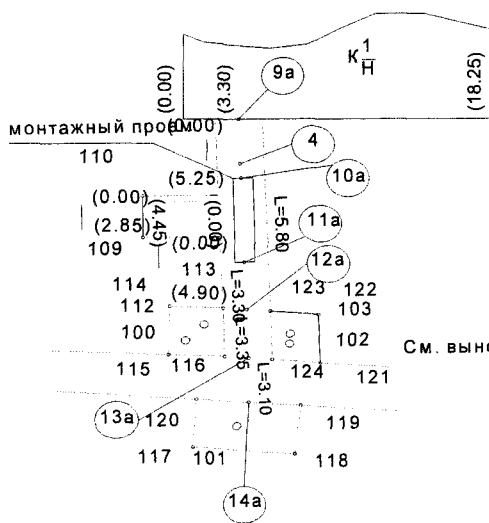 К 1
Н
(0.00)
(3.30)
9а
(18.25)
монтажный проем
(0.00)
4
110
(5.25)
10а
(0.00)
(0.00)
L=5.80
(2.85)
(4.45)
11а
109
(0.00)
12а
113
114
(4.90)
L=3.30
123
122
112
103
100
L=3.35
102
См. выно
115
116
L=3.10
124
121
13а
120
119
117
101
118
14а